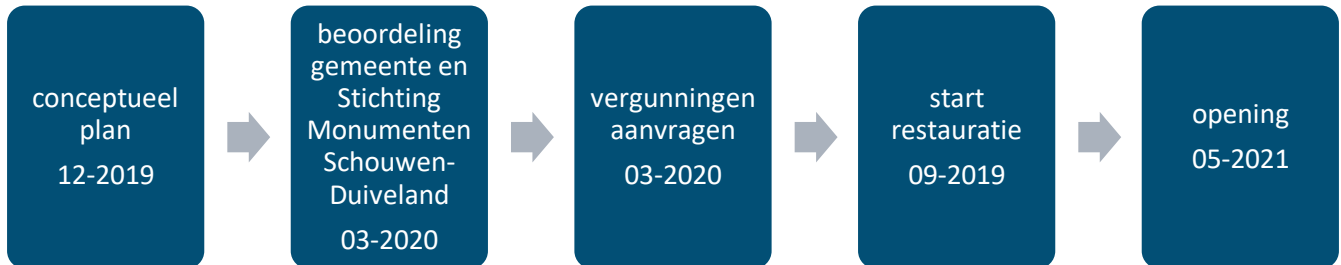 conceptueel
plan
12-2019
beoordeling
gemeente en
Stichting
Monumenten
Schouwen-
Duiveland
03-2020
vergunningen
aanvragen
03-2020
start
restauratie
09-2019
opening
05-2021